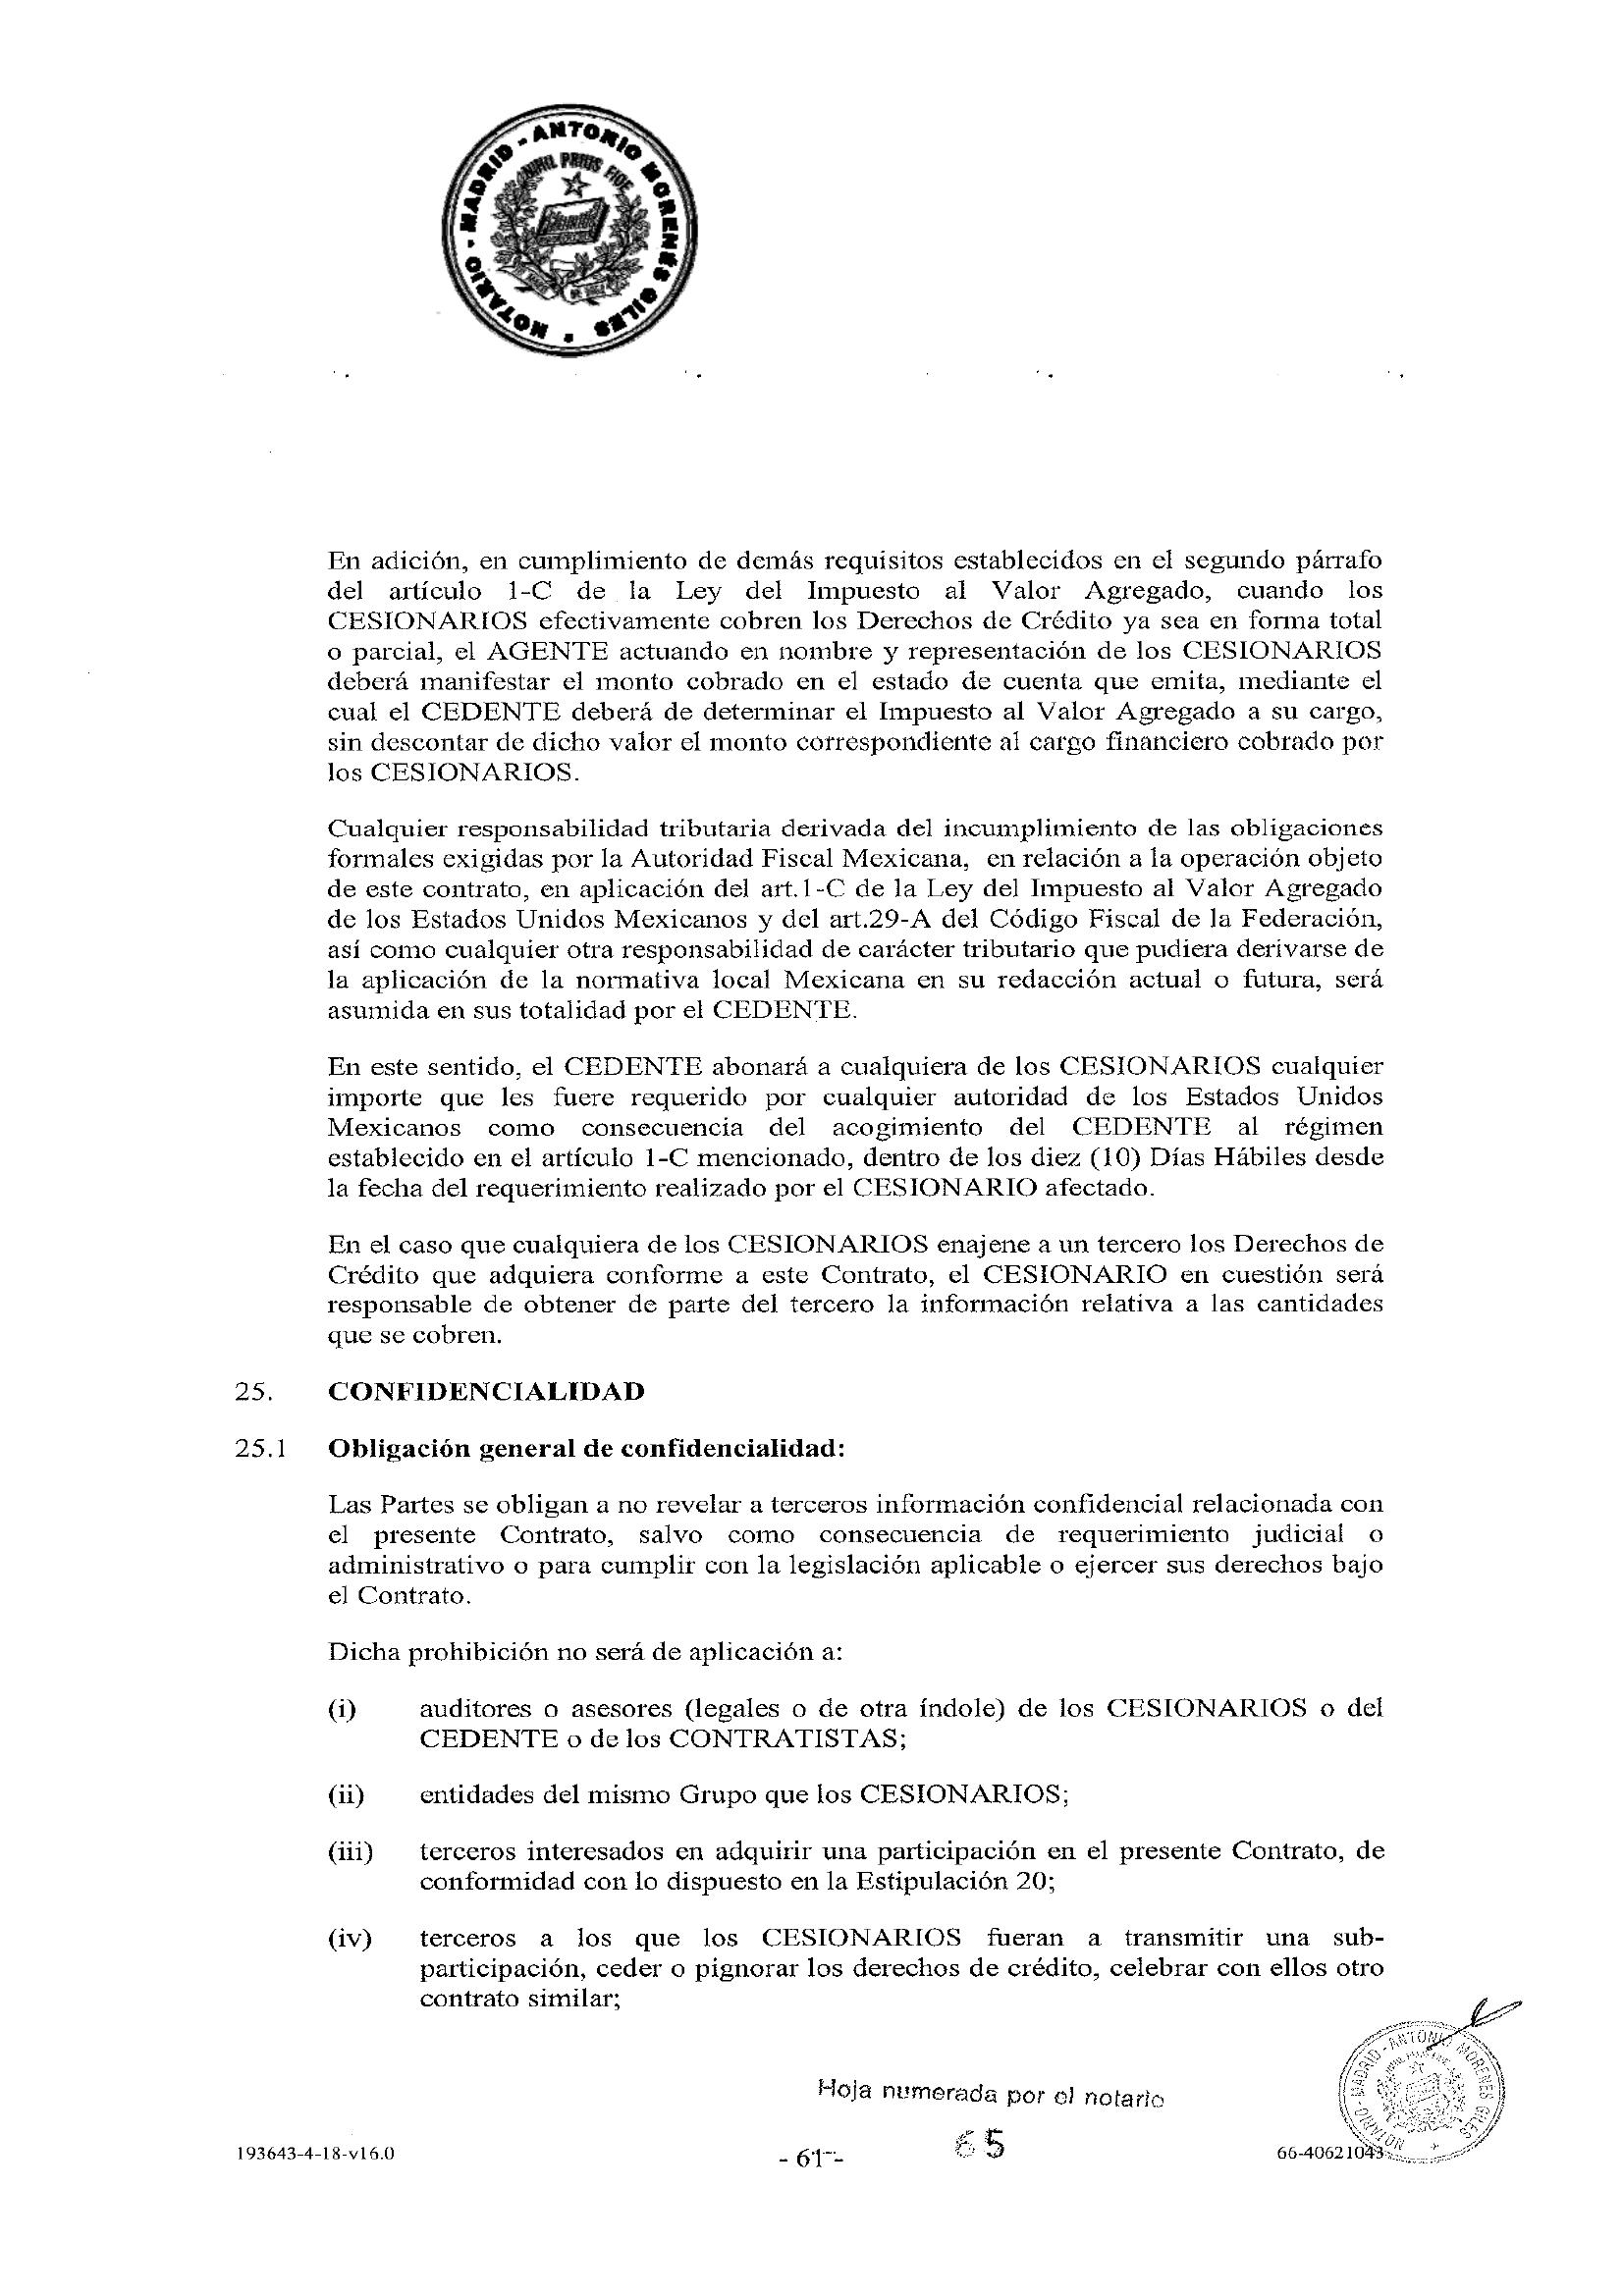 NOTARIO - MADRID - ANTONIO MORENES GILES
NIHIL PRIUS FIDE
En adición, en cumplimiento de demás requisitos establecidos en el segundo párrafo
del artículo 1-C de la Ley del Impuesto al Valor Agregado, cuando los
CESIONARIOS efectivamente cobren los Derechos de Crédito ya sea en forma total
o parcial, el AGENTE actuando en nombre y representación de los CESIONARIOS
deberá manifestar el monto cobrado en el estado de cuenta que emita, mediante el
cual el CEDENTE deberá de determinar el Impuesto al Valor Agregado a su cargo,
sin descontar de dicho valor el monto correspondiente al cargo financiero cobrado por
los CESIONARIOS.
Cualquier responsabilidad tributaria derivada del incumplimiento de las obligaciones
formales exigidas por la Autoridad Fiscal Mexicana, en relación a la operación objeto
de este contrato, en aplicación del art.1-C de la Ley del Impuesto al Valor Agregado
de los Estados Unidos Mexicanos y del art.29-A del Código Fiscal de la Federación,
así como cualquier otra responsabilidad de carácter tributario que pudiera derivarse de
la aplicación de la normativa local Mexicana en su redacción actual o futura, será
asumida en sus totalidad por el CEDENTE.
En este sentido, el CEDENTE abonará a cualquiera de los CESIONARIOS cualquier
importe que les fuere requerido por cualquier autoridad de los Estados Unidos
Mexicanos como consecuencia del acogimiento del CEDENTE al régimen
establecido en el artículo 1-C mencionado, dentro de los diez (10) Días Hábiles desde
la fecha del requerimiento realizado por el CESIONARIO afectado.
En el caso que cualquiera de los CESIONARIOS enajene a un tercero los Derechos de
Crédito que adquiera conforme a este Contrato, el CESIONARIO en cuestión será
responsable de obtener de parte del tercero la información relativa a las cantidades
que se cobren.
25. CONFIDENCIALIDAD
25.1 Obligación general de confidencialidad:
Las Partes se obligan a no revelar a terceros información confidencial relacionada con
el presente Contrato, salvo como consecuencia de requerimiento judicial o
administrativo o para cumplir con la legislación aplicable o ejercer sus derechos bajo
el Contrato.
Dicha prohibición no será de aplicación a:
(i) auditores o asesores (legales o de otra índole) de los CESIONARIOS o del
CEDENTE o de los CONTRATISTAS;
(ii) entidades del mismo Grupo que los CESIONARIOS;
(iii) terceros interesados en adquirir una participación en el presente Contrato, de
conformidad con lo dispuesto en la Estipulación 20;
(iv) terceros a los que los CESIONARIOS fueran a transmitir una sub-
participación, ceder o pignorar los derechos de crédito, celebrar con ellos otro
contrato similar;
NOTARIO - MADRID - ANTONIO MORENES GILES
Hoja numerada por el notario
65
193643-4-18-v16.0 - 61 - 66-40621043